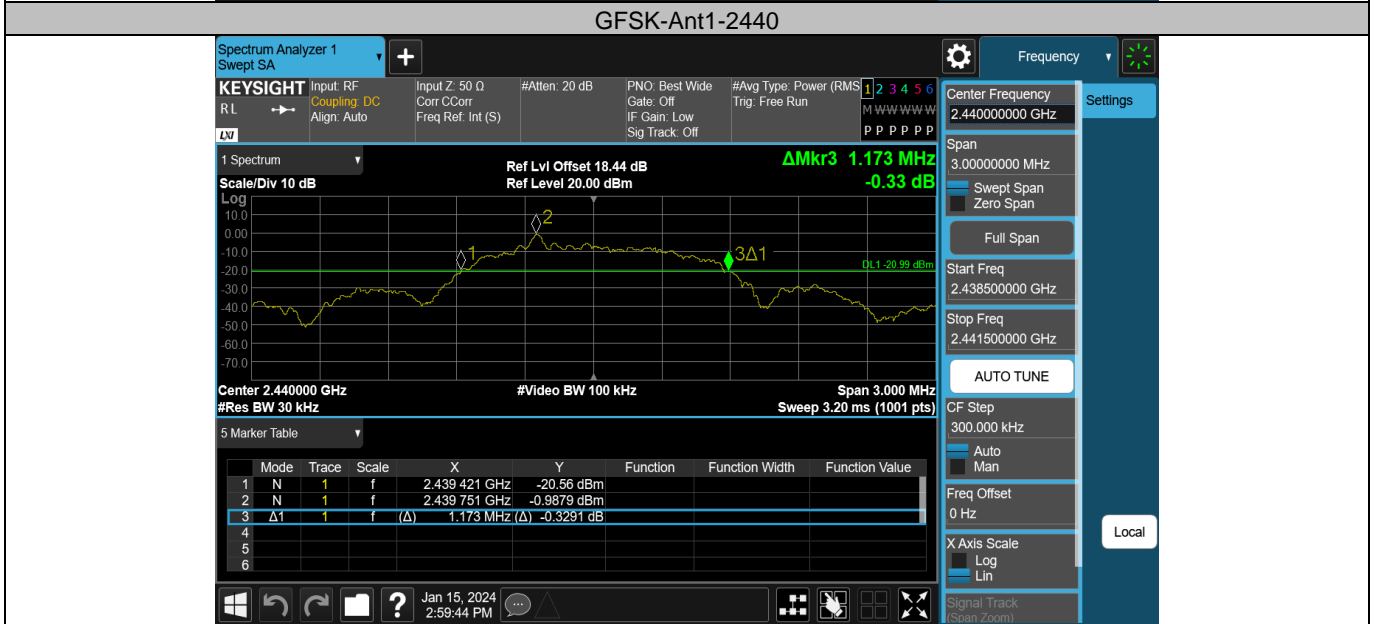 GFSK-Ant1-2440
Spectrum Analyzer 1
Swept SA
+
Frequency
KEYSIGHT
R L
LXI
Input: RF
Coupling: DC
Align: Auto
Input Z: 50 Ω
Corr CCorr
Freq Ref: Int (S)
#Atten: 20 dB
PNO: Best Wide
Gate: Off
IF Gain: Low
Sig Track: Off
#Avg Type: Power (RMS
Trig: Free Run
1 2 3 4 5 6
M W W W W W
P P P P P P
1 Spectrum
Scale/Div 10 dB
Ref Lvl Offset 18.44 dB
Ref Level 20.00 dBm
ΔMkr3 1.173 MHz
-0.33 dB
Log
10.0
0.00
-10.0
-20.0
-30.0
-40.0
-50.0
-60.0
-70.0
1
2
3Δ1
DL1 -20.99 dBm
Center 2.440000 GHz
#Video BW 100 kHz
Span 3.000 MHz
#Res BW 30 kHz
Sweep 3.20 ms (1001 pts)
5 Marker Table
Mode Trace Scale X Y Function Function Width Function Value
1 N 1 f 2.439 421 GHz -20.56 dBm
2 N 1 f 2.439 751 GHz -0.9879 dBm
3 Δ1 1 f (Δ) 1.173 MHz (Δ) -0.3291 dB
4
5
6
Jan 15, 2024
2:59:44 PM
Center Frequency
2.440000000 GHz
Settings
Span
3.00000000 MHz
Swept Span
Zero Span
Full Span
Start Freq
2.438500000 GHz
Stop Freq
2.441500000 GHz
AUTO TUNE
CF Step
300.000 kHz
Auto
Man
Freq Offset
0 Hz
X Axis Scale
Log
Lin
Signal Track
(Span Zoom)
Local